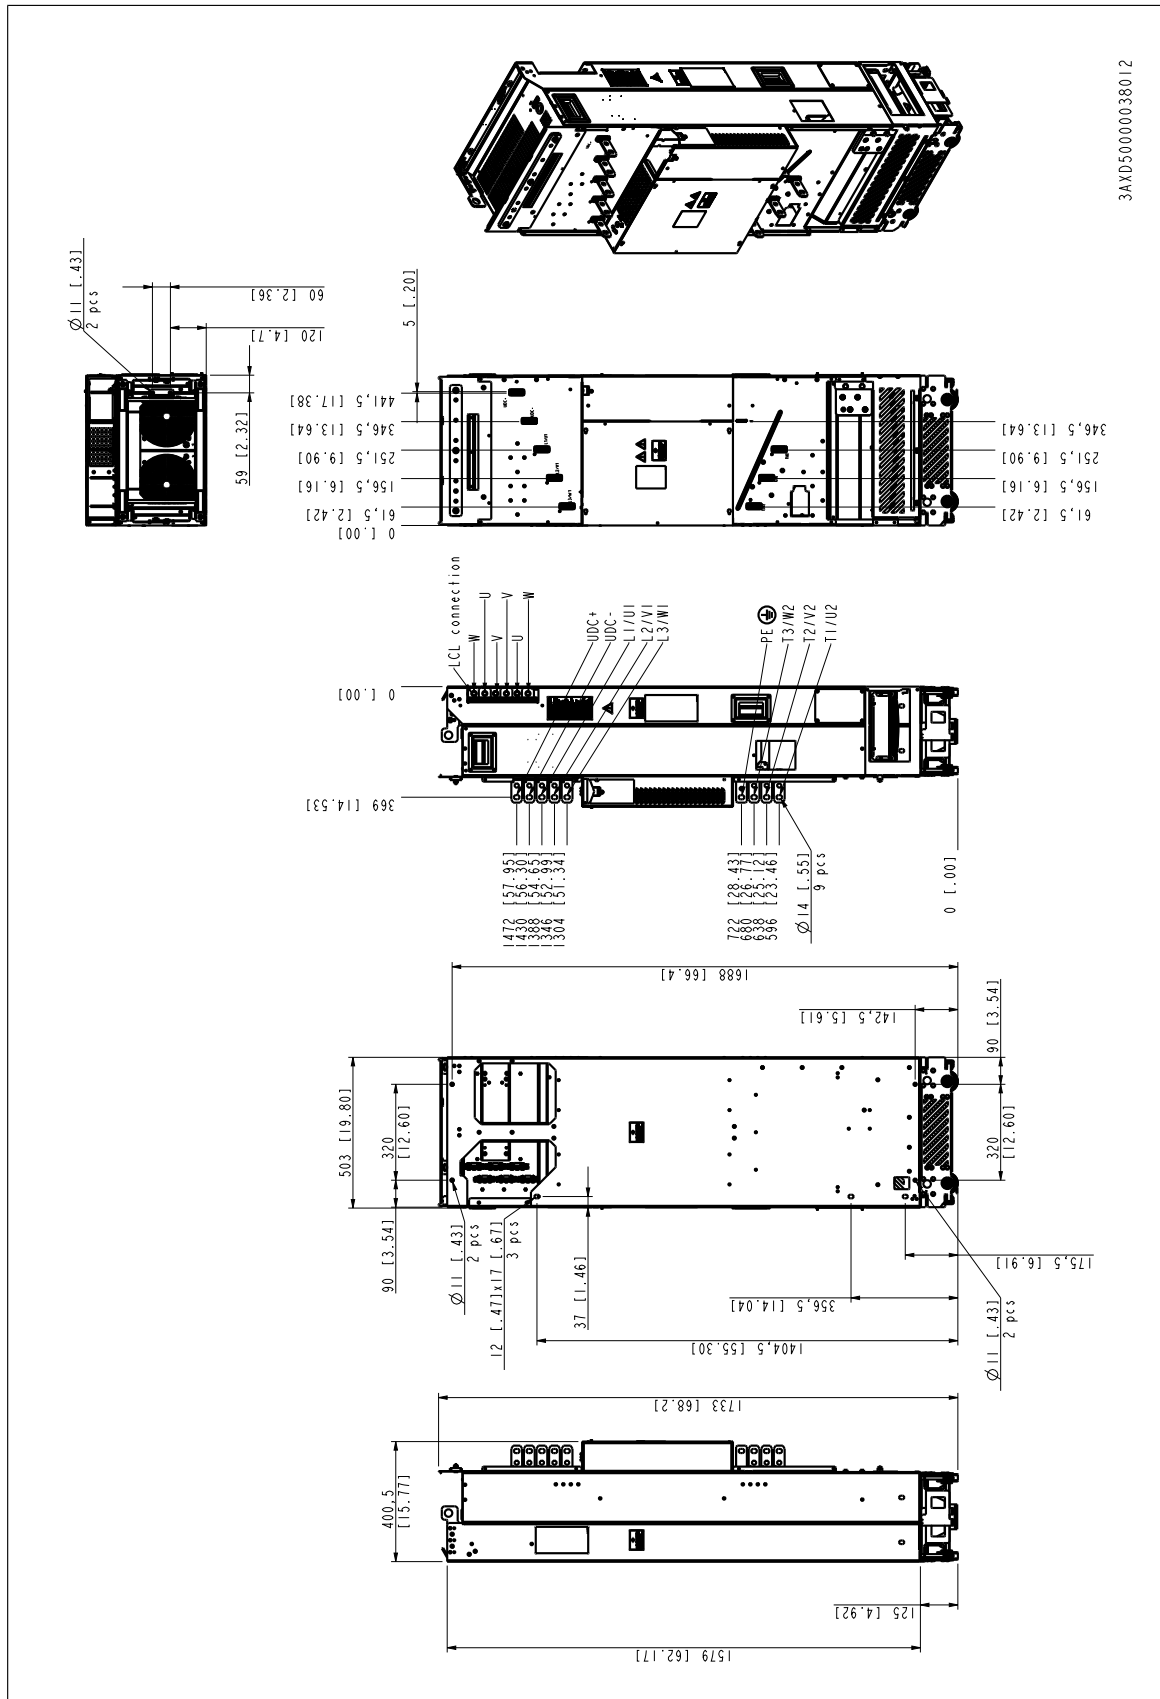 3AXD50000038012
Ø11 [.43]
2 pcs
60 [2.36]
120 [4.7]
59 [2.32]
5 [.20]
441,5 [17.38]
346,5 [13.64]
251,5 [9.90]
156,5 [6.16]
61,5 [2.42]
0 [.00]
346,5 [13.64]
251,5 [9.90]
156,5 [6.16]
61,5 [2.42]
LCL connection
W
U
V
V
U
W
UDC+
UDC-
L1/U1
L2/V1
L3/W1
PE
T3/W2
T2/V2
T1/U2
0 [.00]
369 [14.53]
1472 [57.95]
1430 [56.30]
1388 [54.65]
1346 [52.99]
1304 [51.34]
722 [28.43]
680 [26.77]
638 [25.12]
596 [23.46]
Ø14 [.55]
9 pcs
0 [.00]
1688 [66.4]
142,5 [5.61]
90 [3.54]
320
[12.60]
503 [19.80]
320
[12.60]
90 [3.54]
Ø11 [.43]
2 pcs
12 [.47]x17 [.67]
3 pcs
37 [1.46]
175,5 [6.91]
356,5 [14.04]
1404,5 [55.30]
Ø11 [.43]
2 pcs
1733 [68.2]
400,5
[15.77]
125 [4.92]
1579 [62.17]